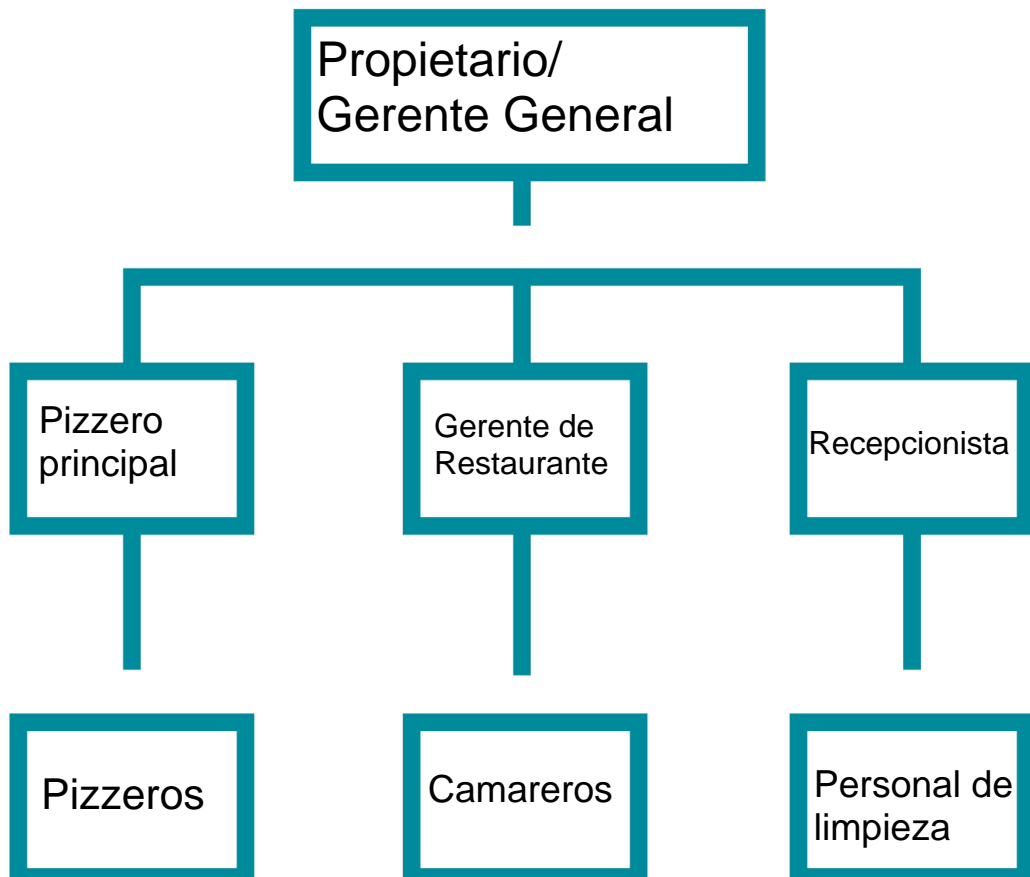 Propietario/
Gerente General
Pizzero
principal
Gerente de
Restaurante
Recepcionista
Pizzeros
Camareros
Personal de
limpieza